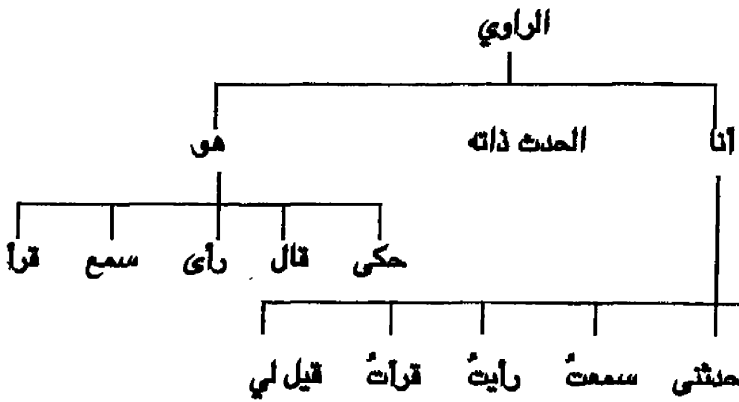 الراوي
أنا الحدث ذاته هو
حكى قال رأى سمع قرأ
حدثني سمعتُ رأيتُ قرأتُ قيل لي